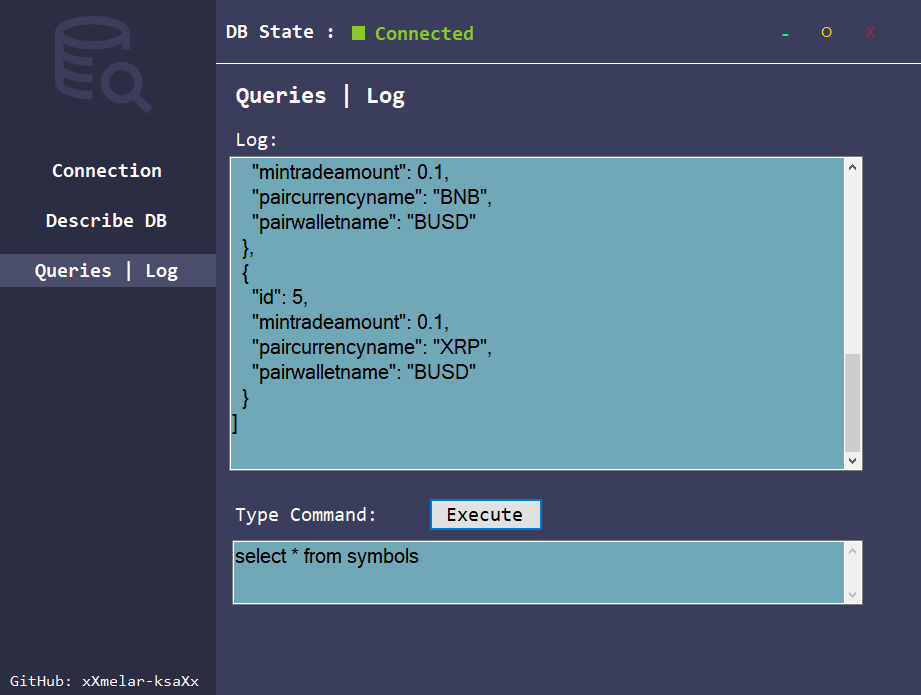 DB State : Connected - O X
Queries | Log
Log:
Connection
Describe DB
Queries | Log
"mintradeamount": 0.1,
"paircurrencyname": "BNB",
"pairwalletname": "BUSD"
},
{
"id": 5,
"mintradeamount": 0.1,
"paircurrencyname": "XRP",
"pairwalletname": "BUSD"
}
]
Type Command: Execute
select * from symbols
GitHub: xXmelar-ksaXx